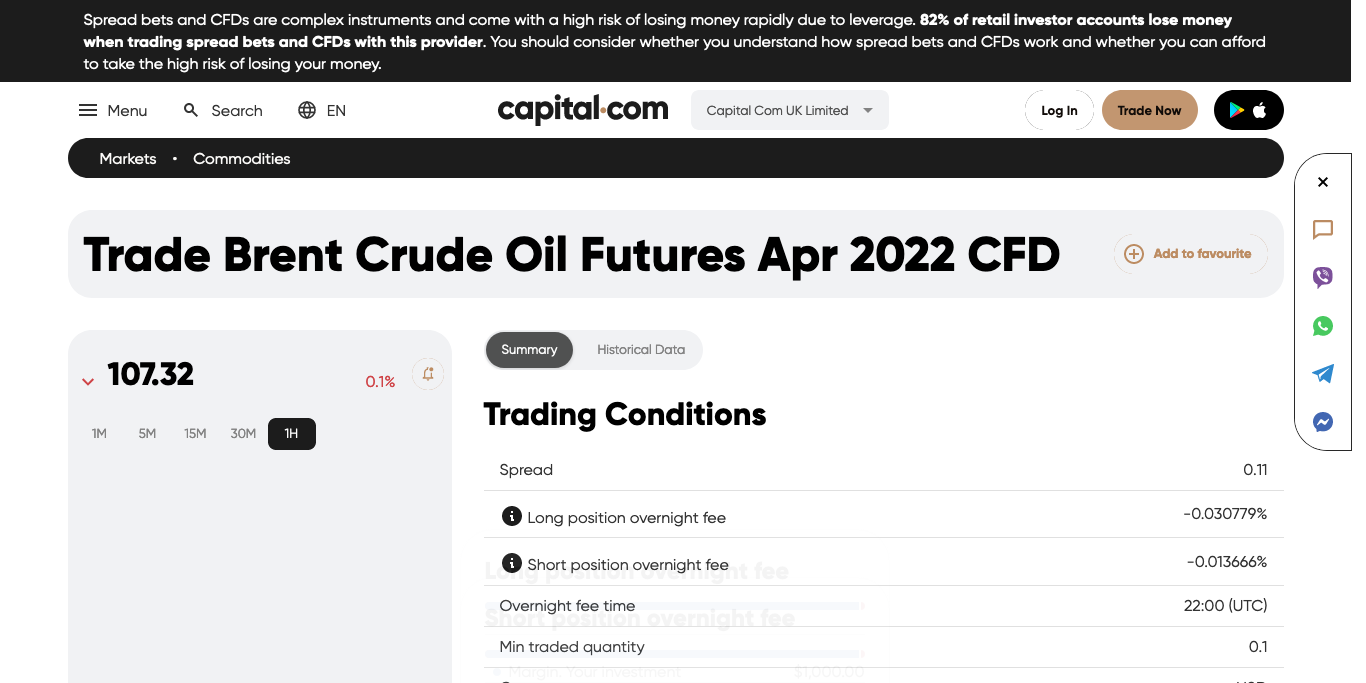 Spread bets and CFDs are complex instruments and come with a high risk of losing money rapidly due to leverage. 82% of retail investor accounts lose money
when trading spread bets and CFDs with this provider. You should consider whether you understand how spread bets and CFDs work and whether you can afford
to take the high risk of losing your money.
Menu Search EN capital.com Capital Com UK Limited Log In Trade Now
Markets • Commodities
Trade Brent Crude Oil Futures Apr 2022 CFD Add to favourite
107.32 0.1%
1M 5M 15M 30M 1H
Summary Historical Data
Trading Conditions
Spread 0.11
Long position overnight fee -0.030779%
Short position overnight fee -0.013666%
Long position overnight fee
Overnight fee time 22:00 (UTC)
Short position overnight fee
Min traded quantity 0.1
Margin. Your investment $1,000.00